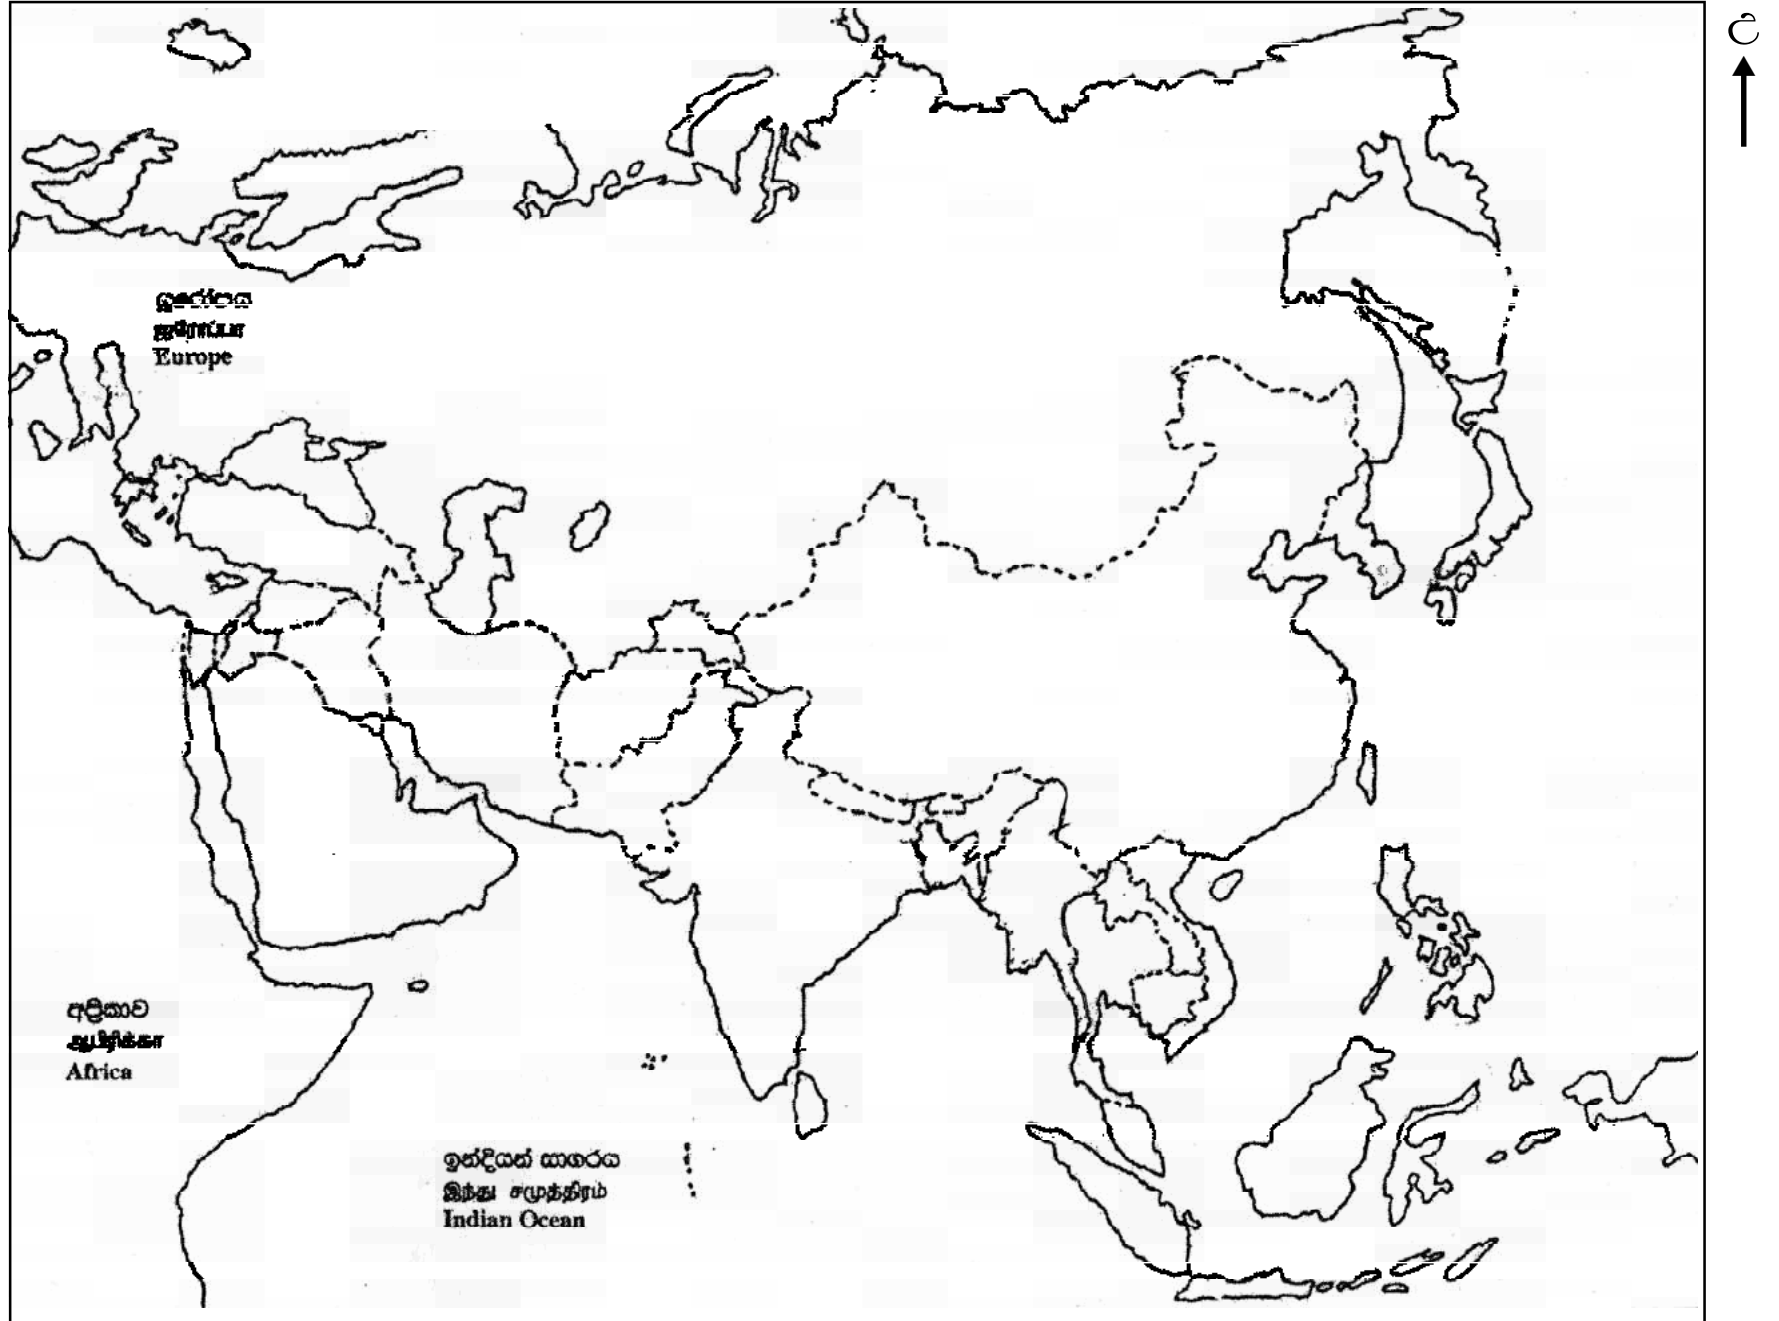 උ
යුරෝපය
ஐரோப்பா
Europe
අප්‍රිකාව
ஆபிரிக்கா
Africa
ඉන්දියන් සාගරය
இந்து சமுத்திரம்
Indian Ocean